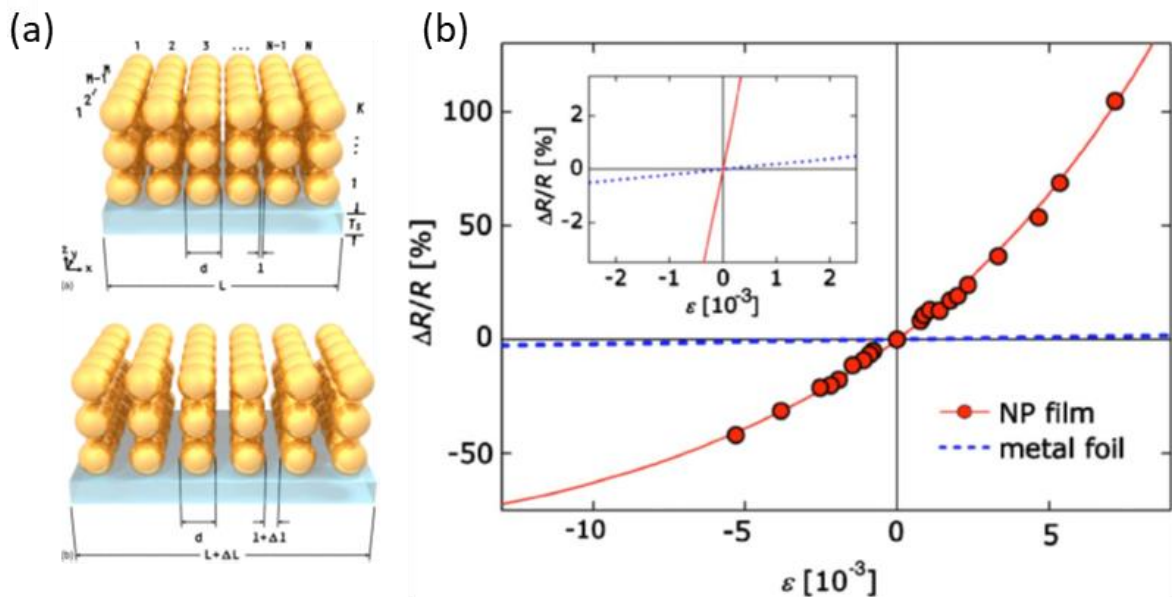 (a)
1 2 3 ... N-1 N
M
M-1
2
1
K
⋮
1
Ts
z y
x
d
l
L
(a)
d
l+Δl
L+ΔL
(b)
(b)
ΔR/R [%]
100
50
0
-50
-10 -5 0 5
ε [10⁻³]
ΔR/R [%]
2
0
-2
-2 -1 0 1 2
ε [10⁻³]
NP film
metal foil